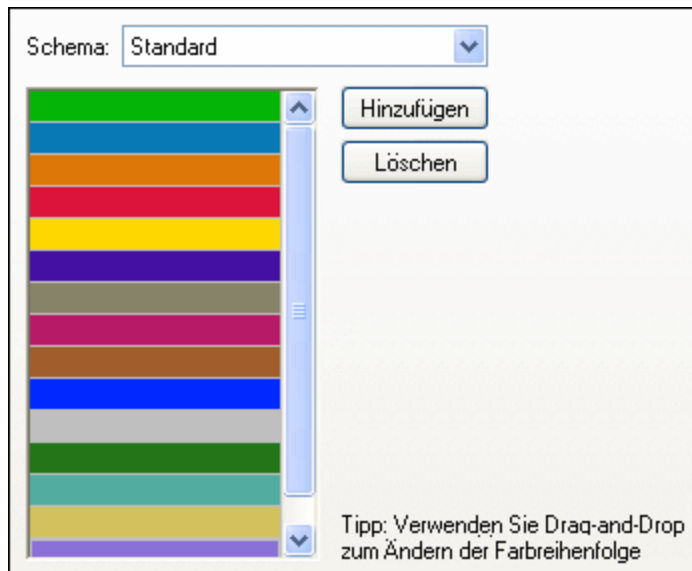 Schema: Standard
Hinzufügen
Löschen
Tipp: Verwenden Sie Drag-and-Drop
zum Ändern der Farbreihenfolge